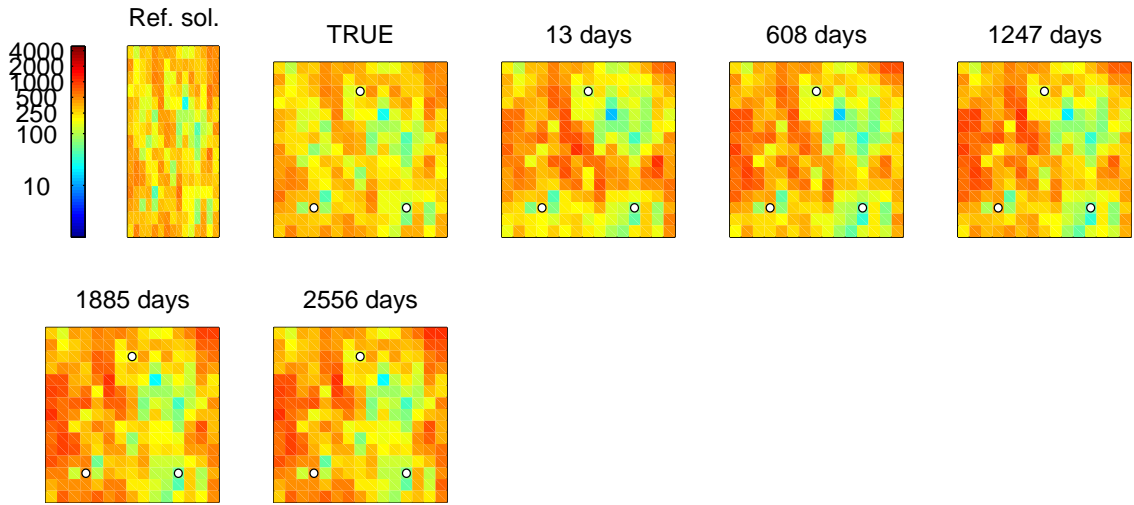 Ref. sol.
TRUE
13 days
608 days
1247 days
4000
2000
1000
500
250
100
10
1885 days
2556 days